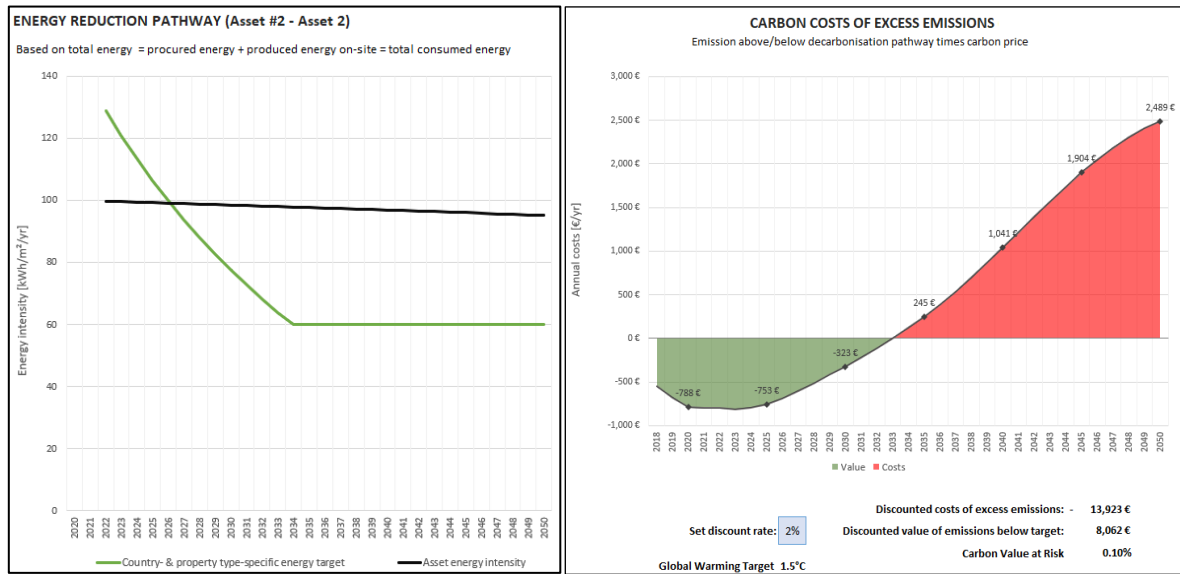 ENERGY REDUCTION PATHWAY (Asset #2 - Asset 2)
Based on total energy = procured energy + produced energy on-site = total consumed energy
140
120
100
80
60
40
20
0
Energy intensity [kWh/m²/yr]
2020 2021 2022 2023 2024 2025 2026 2027 2028 2029 2030 2031 2032 2033 2034 2035 2036 2037 2038 2039 2040 2041 2042 2043 2044 2045 2046 2047 2048 2049 2050
Country- & property type-specific energy target Asset energy intensity
CARBON COSTS OF EXCESS EMISSIONS
Emission above/below decarbonisation pathway times carbon price
3,000 €
2,500 €
2,000 €
1,500 €
1,000 €
500 €
0 €
-500 €
-1,000 €
Annual costs [€/yr]
-788 €
-753 €
-323 €
245 €
1,041 €
1,904 €
2,489 €
2018 2019 2020 2021 2022 2023 2024 2025 2026 2027 2028 2029 2030 2031 2032 2033 2034 2035 2036 2037 2038 2039 2040 2041 2042 2043 2044 2045 2046 2047 2048 2049 2050
Value Costs
Discounted costs of excess emissions: - 13,923 €
Set discount rate: 2% Discounted value of emissions below target: 8,062 €
Carbon Value at Risk 0.10%
Global Warming Target 1.5°C